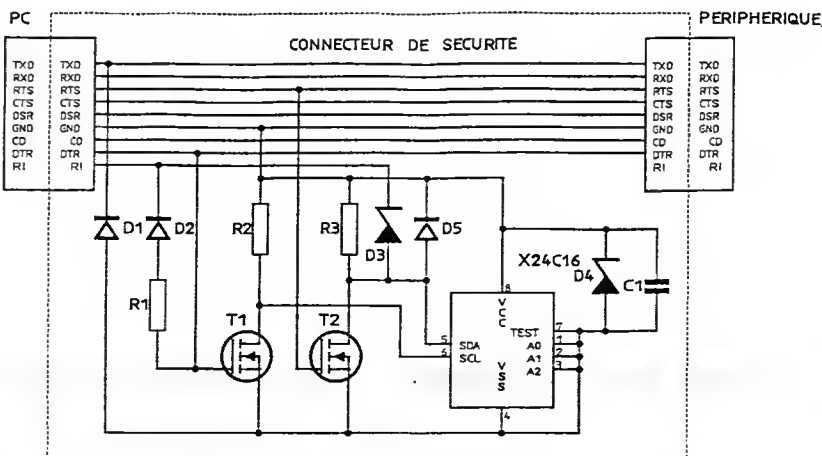 PC
PERIPHERIQUE
CONNECTEUR DE SECURITE
TXD TXD TXD TXD
RXD RXD RXD RXD
RTS RTS RTS RTS
CTS CTS CTS CTS
DSR DSR DSR DSR
GND GND GND GND
CD CD CD CD
DTR DTR DTR DTR
RI RI RI RI
D1 D2 R2 R3 D5
D3
X24C16
D4
C1
R1
8
VCC
T1 T2
TEST 7
5 SDA A0 1
6 SCL A1 2
A2 3
VSS
4